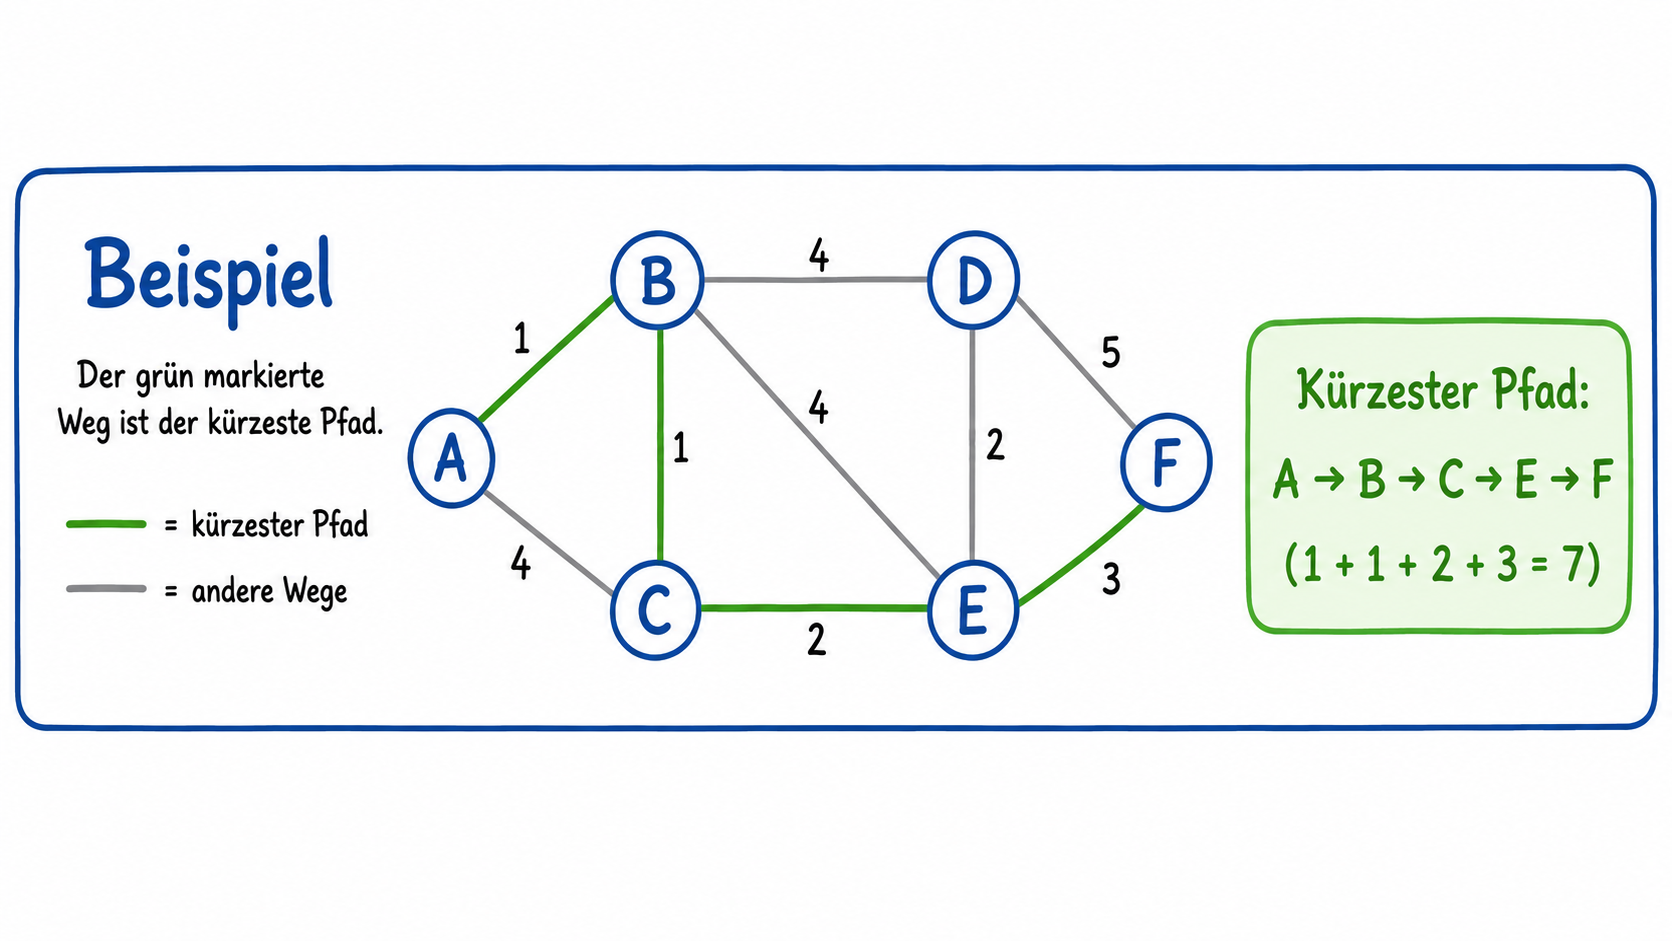 Beispiel
Der grün markierte
Weg ist der kürzeste Pfad.
= kürzester Pfad
= andere Wege
B
4
D
1
5
4
A
1
2
F
4
C
2
E
3
Kürzester Pfad:
A → B → C → E → F
(1 + 1 + 2 + 3 = 7)